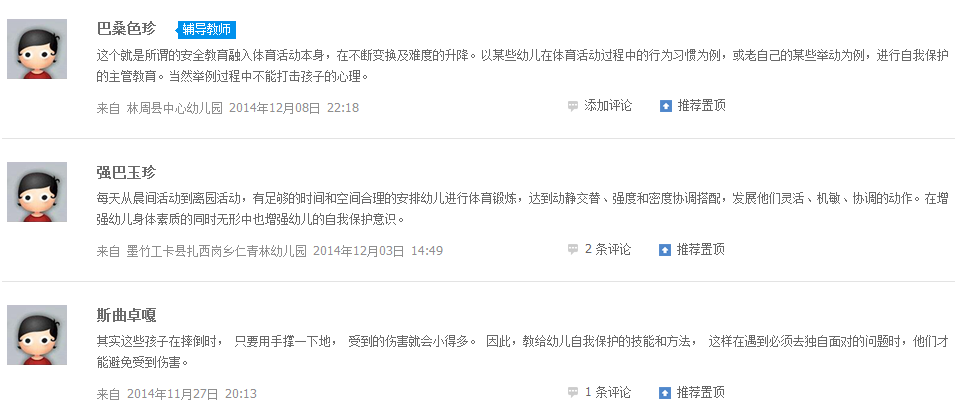 巴桑色珍 辅导教师
这个就是所谓的安全教育融入体育活动本身，在不断变换及难度的升降。以某些幼儿在体育活动过程中的行为习惯为例，或老自己的某些举动为例，进行自我保护
的主管教育。当然举例过程中不能打击孩子的心理。
来自 林周县中心幼儿园 2014年12月08日 22:18 添加评论 推荐置顶
强巴玉珍
每天从晨间活动到离园活动，有足够的时间和空间合理的安排幼儿进行体育锻炼，达到动静交替、强度和密度协调搭配，发展他们灵活、机敏、协调的动作。在增
强幼儿身体素质的同时无形中也增强幼儿的自我保护意识。
来自 墨竹工卡县扎西岗乡仁青林幼儿园 2014年12月03日 14:49 2 条评论 推荐置顶
斯曲卓嘎
其实这些孩子在摔倒时， 只要用手撑一下地， 受到的伤害就会小得多。 因此，教给幼儿自我保护的技能和方法， 这样在遇到必须去独自面对的问题时，他们才
能避免受到伤害。
来自 2014年11月27日 20:13 1 条评论 推荐置顶